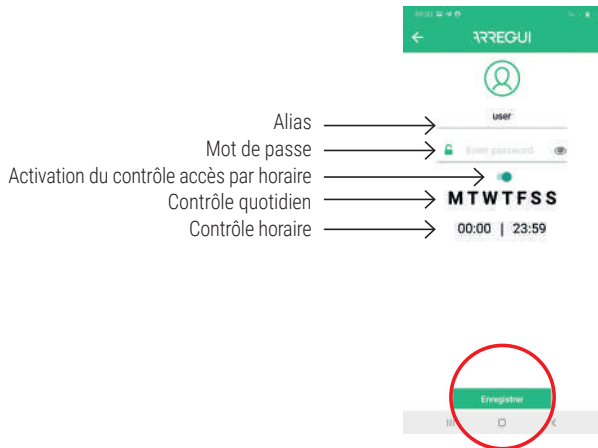 ARREGUI
user
Alias
Enter password
Mot de passe
Activation du contrôle accès par horaire
Contrôle quotidien
M T W T F S S
Contrôle horaire
00:00 | 23:59
Enregistrer